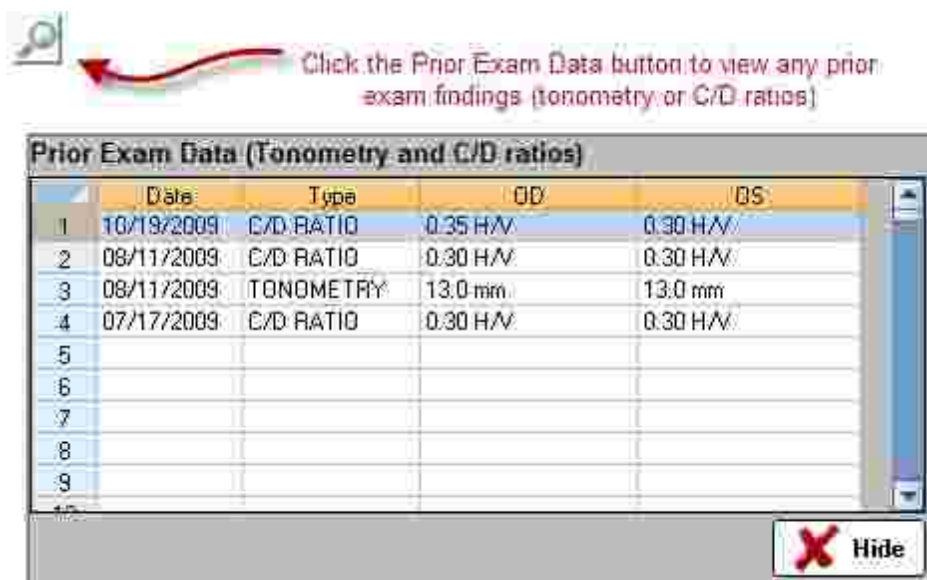 Click the Prior Exam Data button to view any prior
exam findings (tonometry or C/D ratios)
Prior Exam Data (Tonometry and C/D ratios)
Date Type OD OS
1 10/19/2009 C/D RATIO 0.35 H/V 0.30 H/V
2 08/11/2009 C/D RATIO 0.30 H/V 0.30 H/V
3 08/11/2009 TONOMETRY 13.0 mm 13.0 mm
4 07/17/2009 C/D RATIO 0.30 H/V 0.30 H/V
5
6
7
8
9
Hide